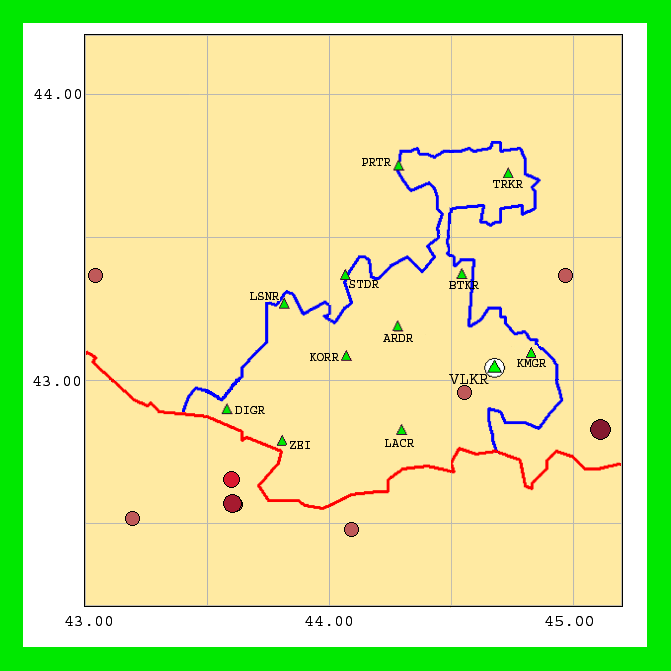 44.00
PRTR
TRKR
STDR
BTKR
LSNR
ARDR
KORR
KMGR
43.00
VLKR
DIGR
ZEI
LACR
43.00 44.00 45.00